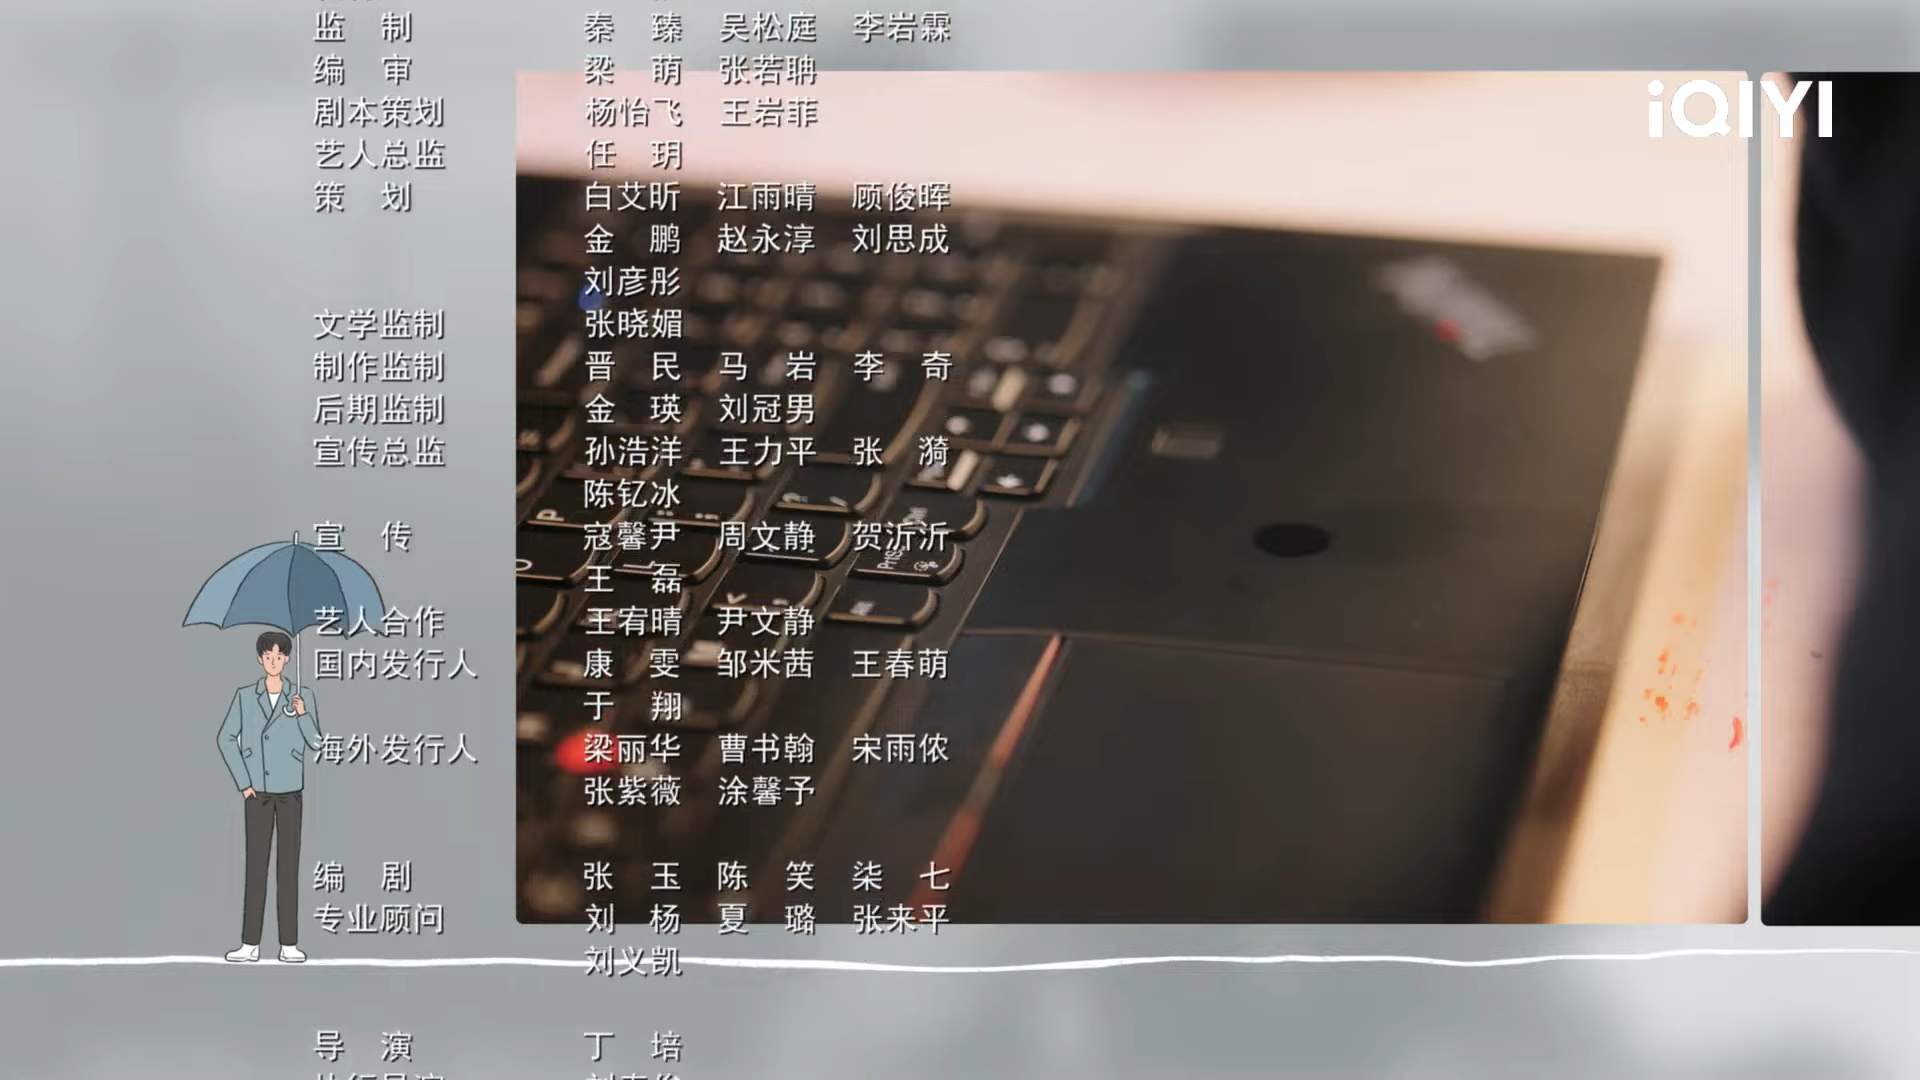 监 制 秦 臻 吴松庭 李岩霖
iQIYI
编 审 梁 萌 张若聃
剧本策划 杨怡飞 王岩菲
艺人总监 任 玥
策 划 白艾昕 江雨晴 顾俊晖
金 鹏 赵永淳 刘思成
刘彦彤
文学监制 张晓媚
制作监制 晋 民 马 岩 李 奇
后期监制 金 瑛 刘冠男
宣传总监 孙浩洋 王力平 张 漪
陈钇冰
宣 传 寇馨尹 周文静 贺沂沂
王 磊
艺人合作 王宥晴 尹文静
国内发行人 康 雯 邹米茜 王春萌
于 翔
海外发行人 梁丽华 曹书翰 宋雨侬
张紫薇 涂馨予
编 剧 张 玉 陈 笑 柒 七
专业顾问 刘 杨 夏 璐 张来平
刘义凯
导 演 丁 培